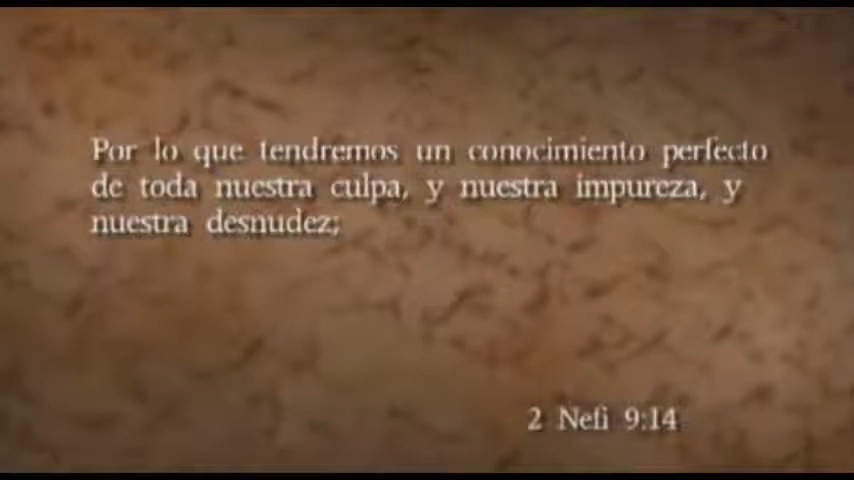 Por lo que tendremos un conocimiento perfecto
de toda nuestra culpa, y nuestra impureza, y
nuestra desnudez;
2 Nefi 9:14